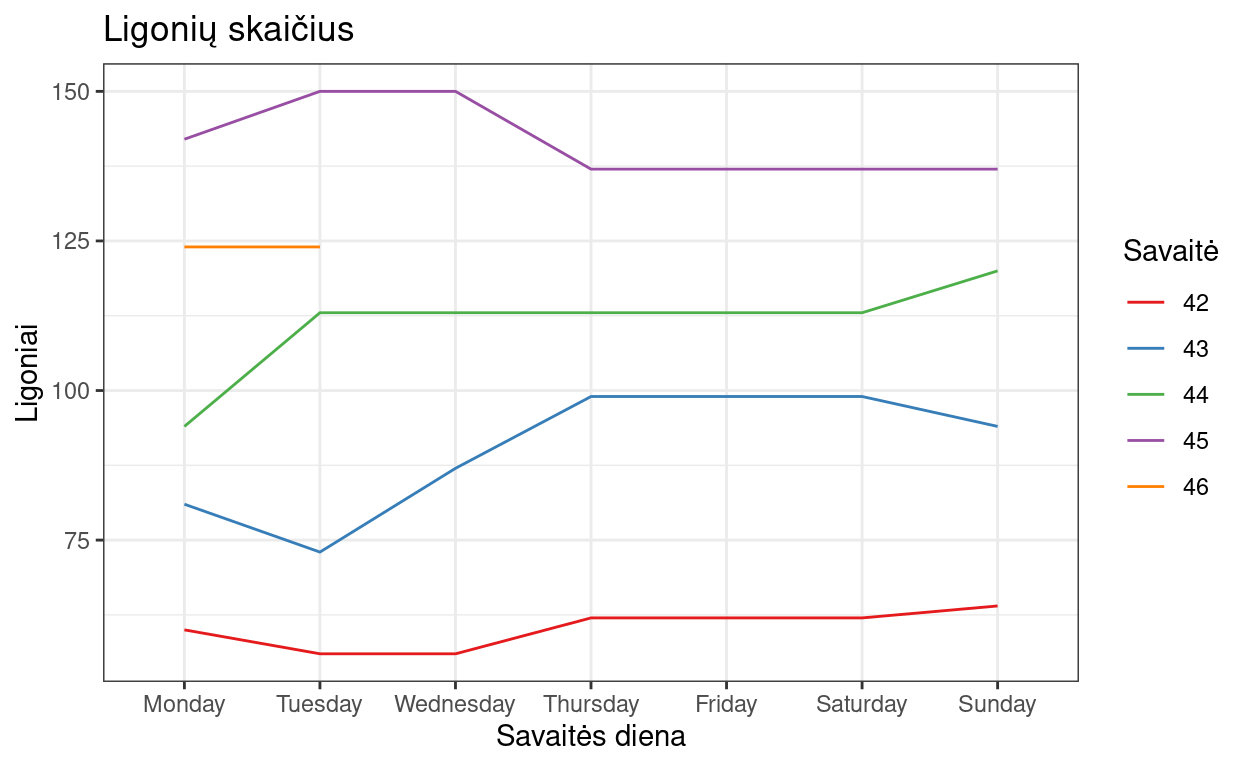 Ligonių skaičius
150
125
100
75
Ligoniai
Monday Tuesday Wednesday Thursday Friday Saturday Sunday
Savaitės diena
Savaitė
42
43
44
45
46